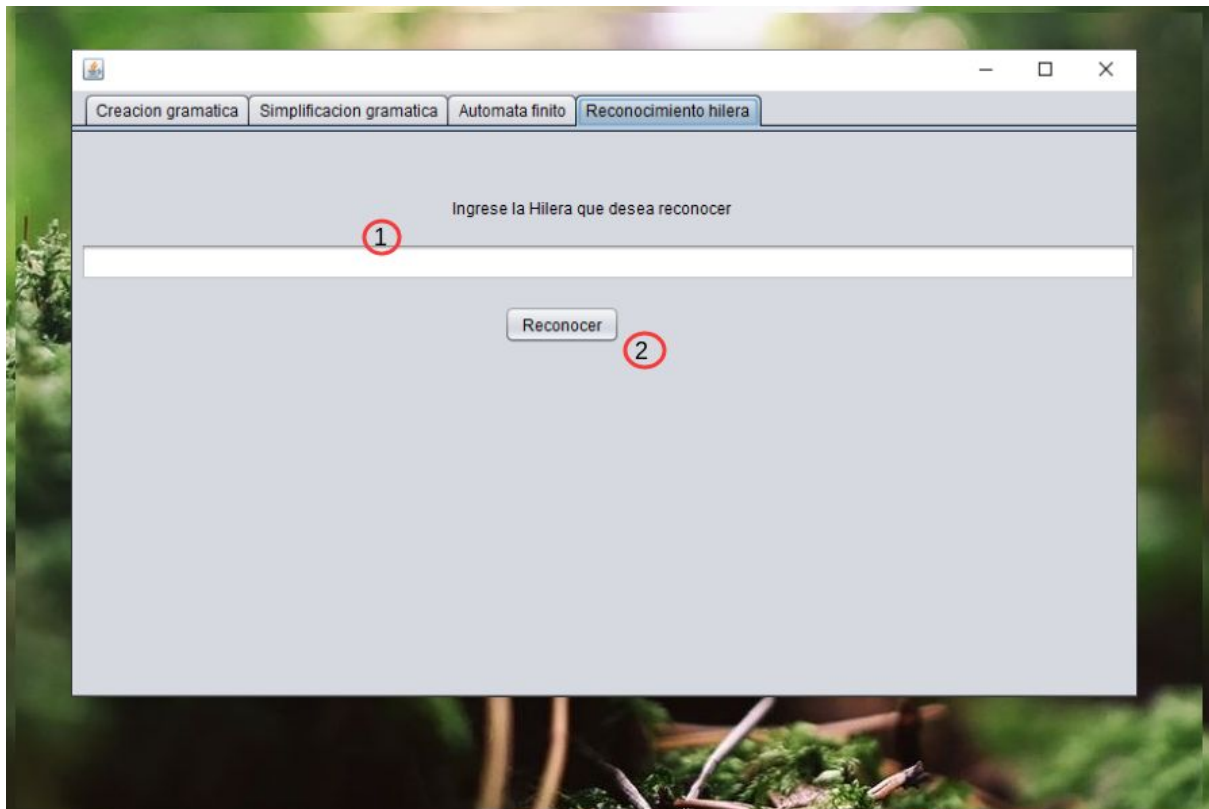 Creacion gramatica Simplificacion gramatica Automata finito Reconocimiento hilera
Ingrese la Hilera que desea reconocer
1
Reconocer
2